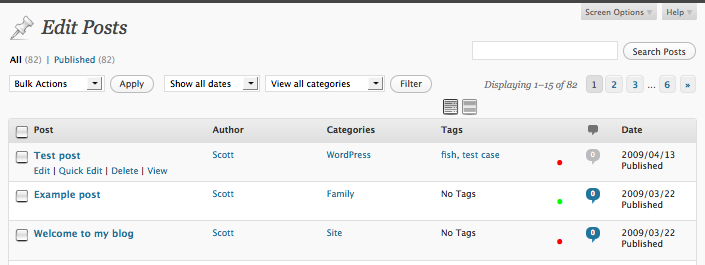 Screen Options Help
Edit Posts
All (82) | Published (82)
Search Posts
Bulk Actions Apply Show all dates View all categories Filter Displaying 1–15 of 82 1 2 3 ... 6 »
Post Author Categories Tags Date
Test post Scott WordPress fish, test case 0 2009/04/13
Published
Edit | Quick Edit | Delete | View
Example post Scott Family No Tags 0 2009/03/22
Published
Welcome to my blog Scott Site No Tags 0 2009/03/22
Published